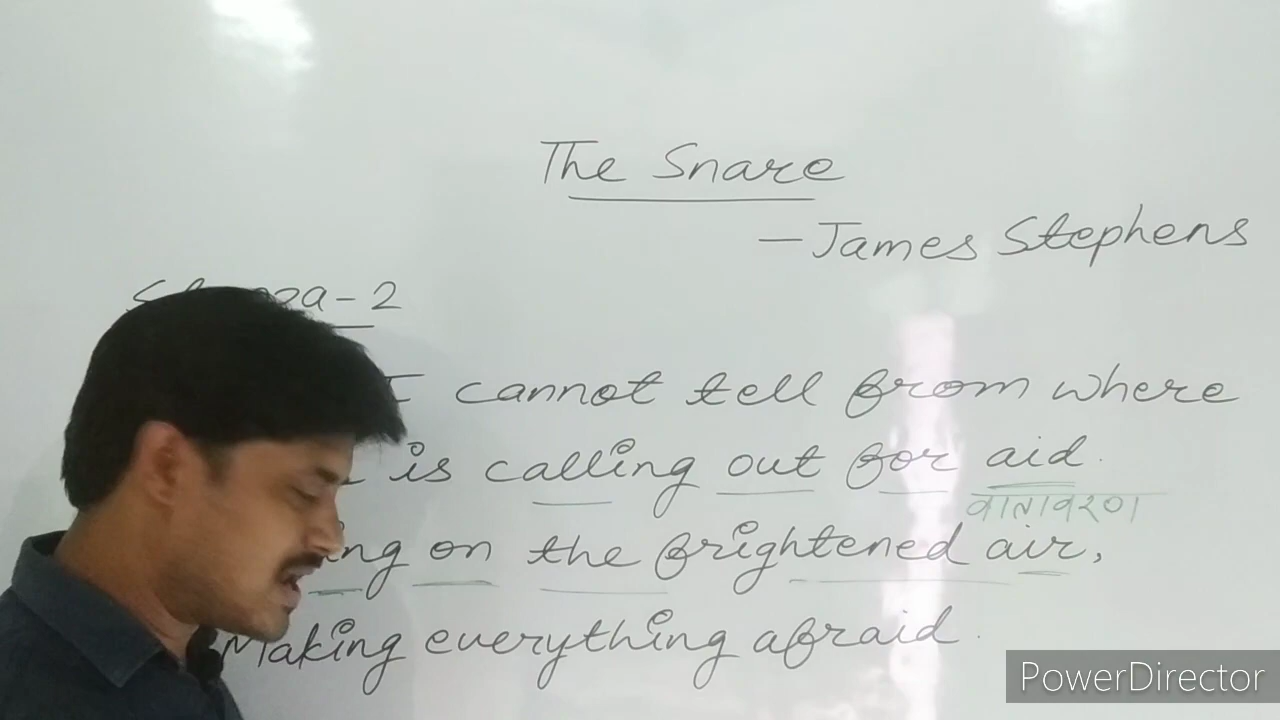 The Snare
— James Stephens
-2
I cannot tell from where
is calling out for aid.
वातावरण
on the frightened air,
Making everything afraid.
PowerDirector